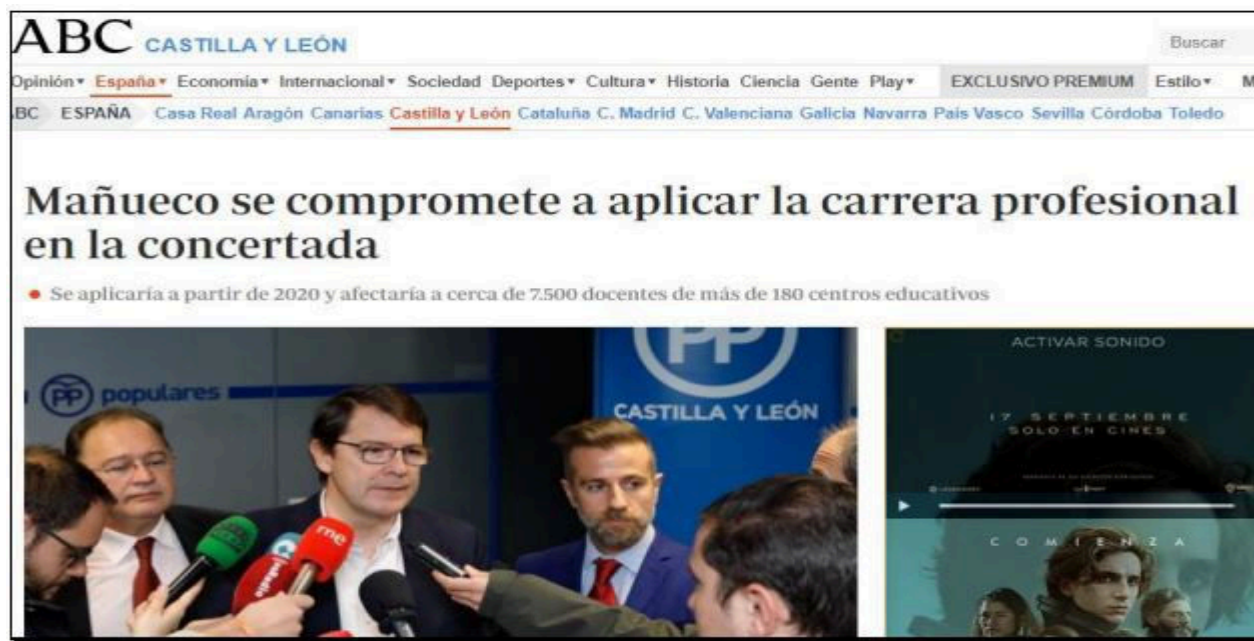 ABC CASTILLA Y LEÓN
Buscar
Opinión España Economía Internacional Sociedad Deportes Cultura Historia Ciencia Gente Play EXCLUSIVO PREMIUM Estilo M
BC ESPAÑA Casa Real Aragón Canarias Castilla y León Cataluña C. Madrid C. Valenciana Galicia Navarra País Vasco Sevilla Córdoba Toledo
Mañueco se compromete a aplicar la carrera profesional
en la concertada
Se aplicaría a partir de 2020 y afectaría a cerca de 7.500 docentes de más de 180 centros educativos
PP populares
PP
CASTILLA Y LEÓN
rne
ACTIVAR SONIDO
17 SEPTIEMBRE
SOLO EN CINES
COMIENZA